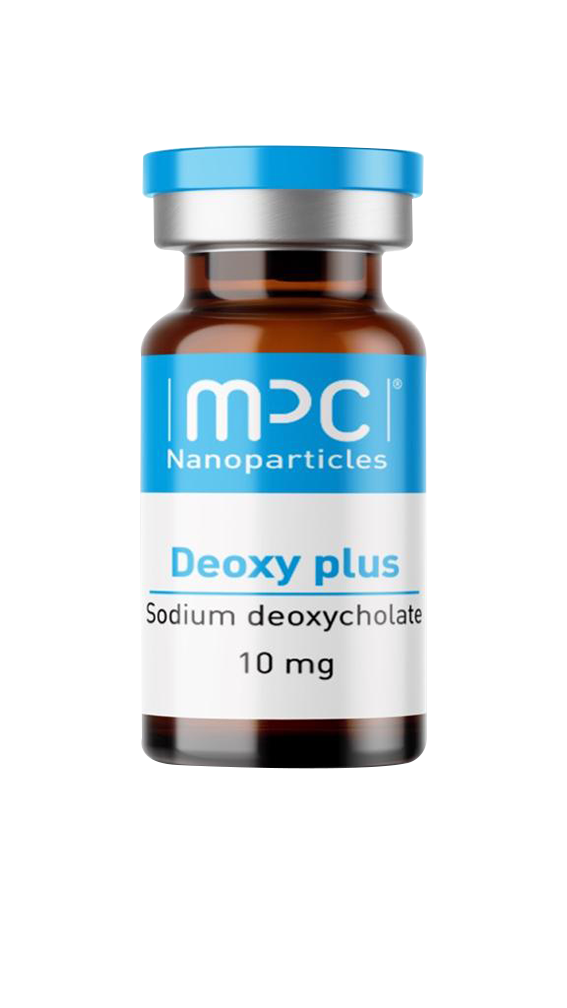 |mpc|®
Nanoparticles
Deoxy plus
Sodium deoxycholate
10 mg